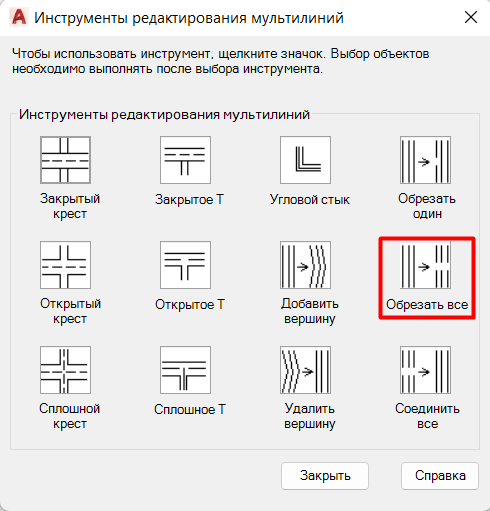 Инструменты редактирования мультилиний
Чтобы использовать инструмент, щелкните значок. Выбор объектов
необходимо выполнять после выбора инструмента.
Инструменты редактирования мультилиний
Закрытый
крест
Закрытое Т
Угловой стык
Обрезать
один
Открытый
крест
Открытое Т
Добавить
вершину
Обрезать все
Сплошной
крест
Сплошное Т
Удалить
вершину
Соединить
все
Закрыть
Справка